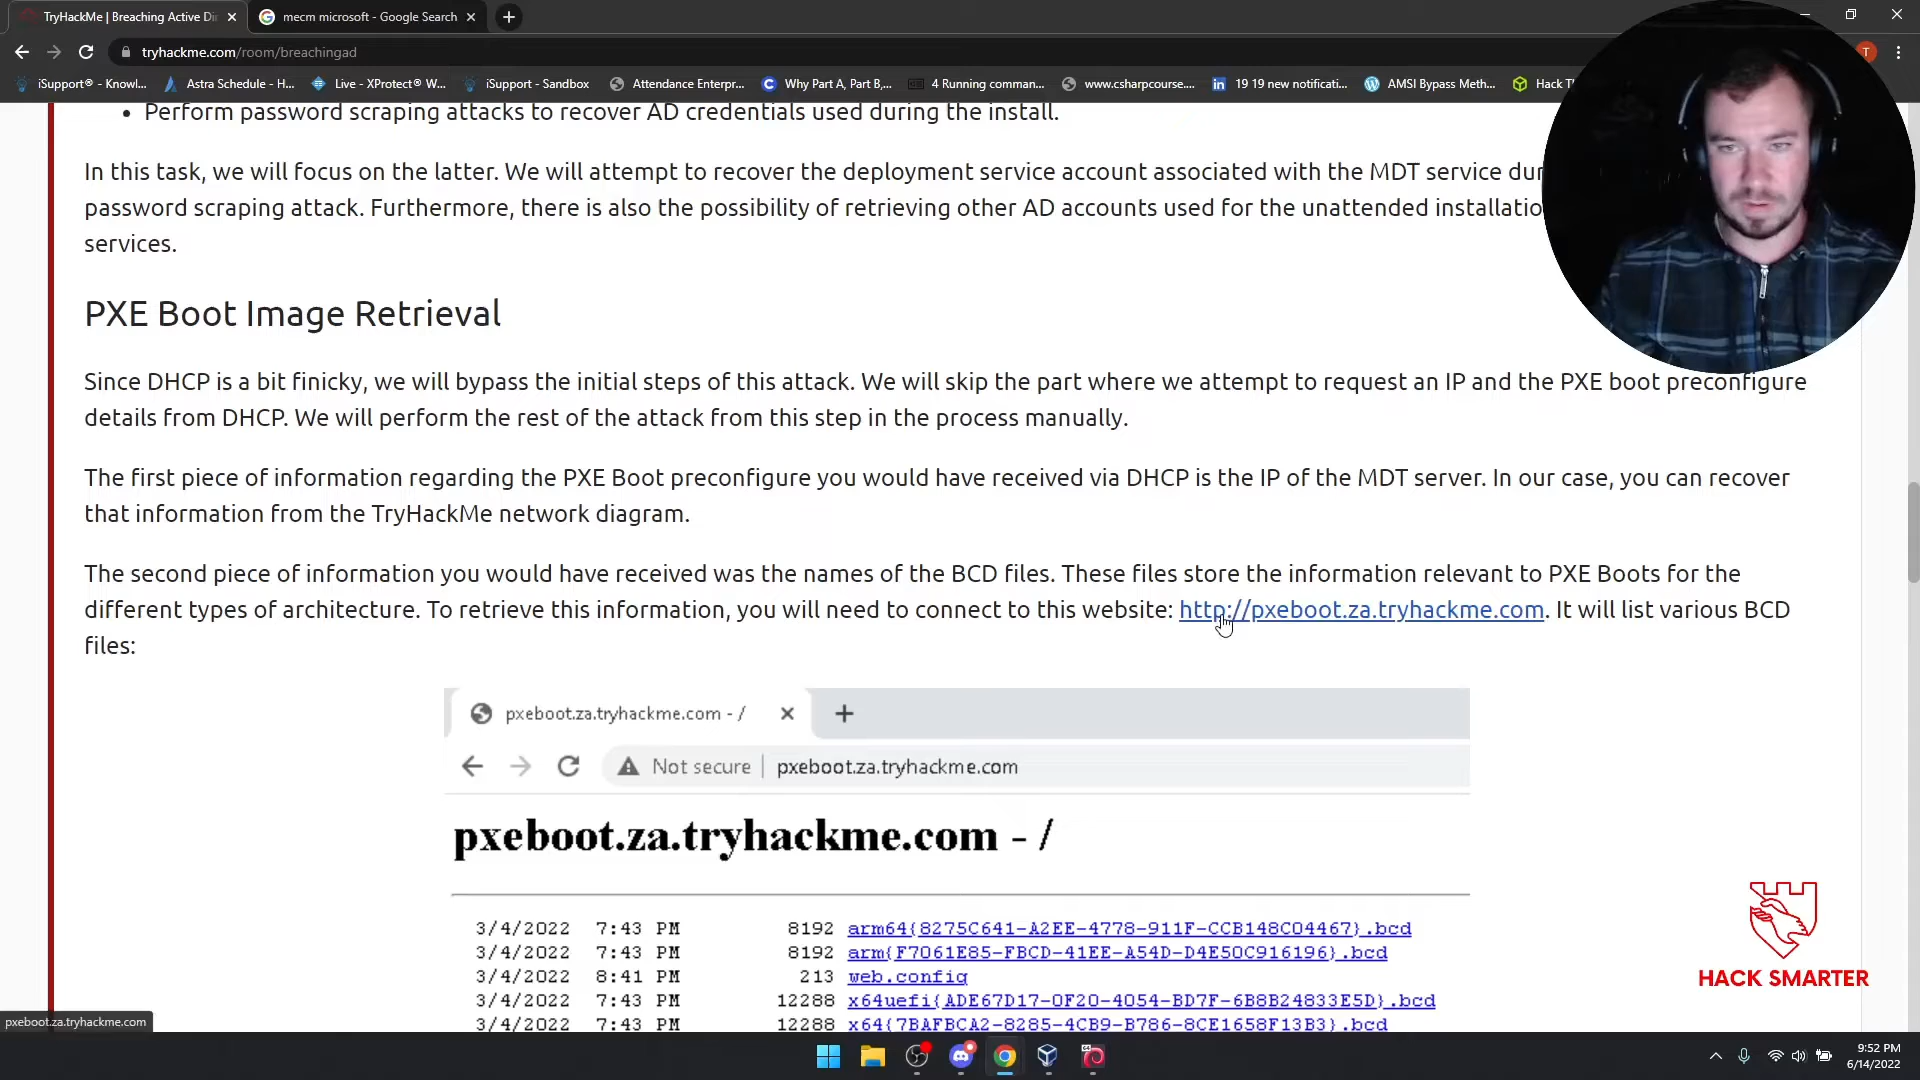 TryHackMe | Breaching Active Di
mecm microsoft - Google Search
tryhackme.com/room/breachingad
T
iSupport® - Knowl...
Astra Schedule - H...
Live - XProtect® W...
iSupport - Sandbox
Attendance Enterpr...
Why Part A, Part B,...
4 Running comman...
www.csharpcourse....
19 19 new notificati...
AMSI Bypass Meth...
Hack T
• Perform password scraping attacks to recover AD credentials used during the install.
In this task, we will focus on the latter. We will attempt to recover the deployment service account associated with the MDT service dur
password scraping attack. Furthermore, there is also the possibility of retrieving other AD accounts used for the unattended installatio
services.
PXE Boot Image Retrieval
Since DHCP is a bit finicky, we will bypass the initial steps of this attack. We will skip the part where we attempt to request an IP and the PXE boot preconfigure
details from DHCP. We will perform the rest of the attack from this step in the process manually.
The first piece of information regarding the PXE Boot preconfigure you would have received via DHCP is the IP of the MDT server. In our case, you can recover
that information from the TryHackMe network diagram.
The second piece of information you would have received was the names of the BCD files. These files store the information relevant to PXE Boots for the
different types of architecture. To retrieve this information, you will need to connect to this website: http://pxeboot.za.tryhackme.com. It will list various BCD
files:
pxeboot.za.tryhackme.com - /
Not secure | pxeboot.za.tryhackme.com
pxeboot.za.tryhackme.com - /
3/4/2022 7:43 PM 8192 arm64{8275C641-A2EE-4778-911F-CCB148C04467}.bcd
3/4/2022 7:43 PM 8192 arm{F7061E85-FBCD-41EE-A54D-D4E50C916196}.bcd
3/4/2022 8:41 PM 213 web.config
3/4/2022 7:43 PM 12288 x64uefi{ADE67D17-0F20-4054-BD7F-6B8B24833E5D}.bcd
3/4/2022 7:43 PM 12288 x64{7BAFBCA2-8285-4CB9-B786-8CE1658F13B3}.bcd
HACK SMARTER
pxeboot.za.tryhackme.com
9:52 PM
6/14/2022